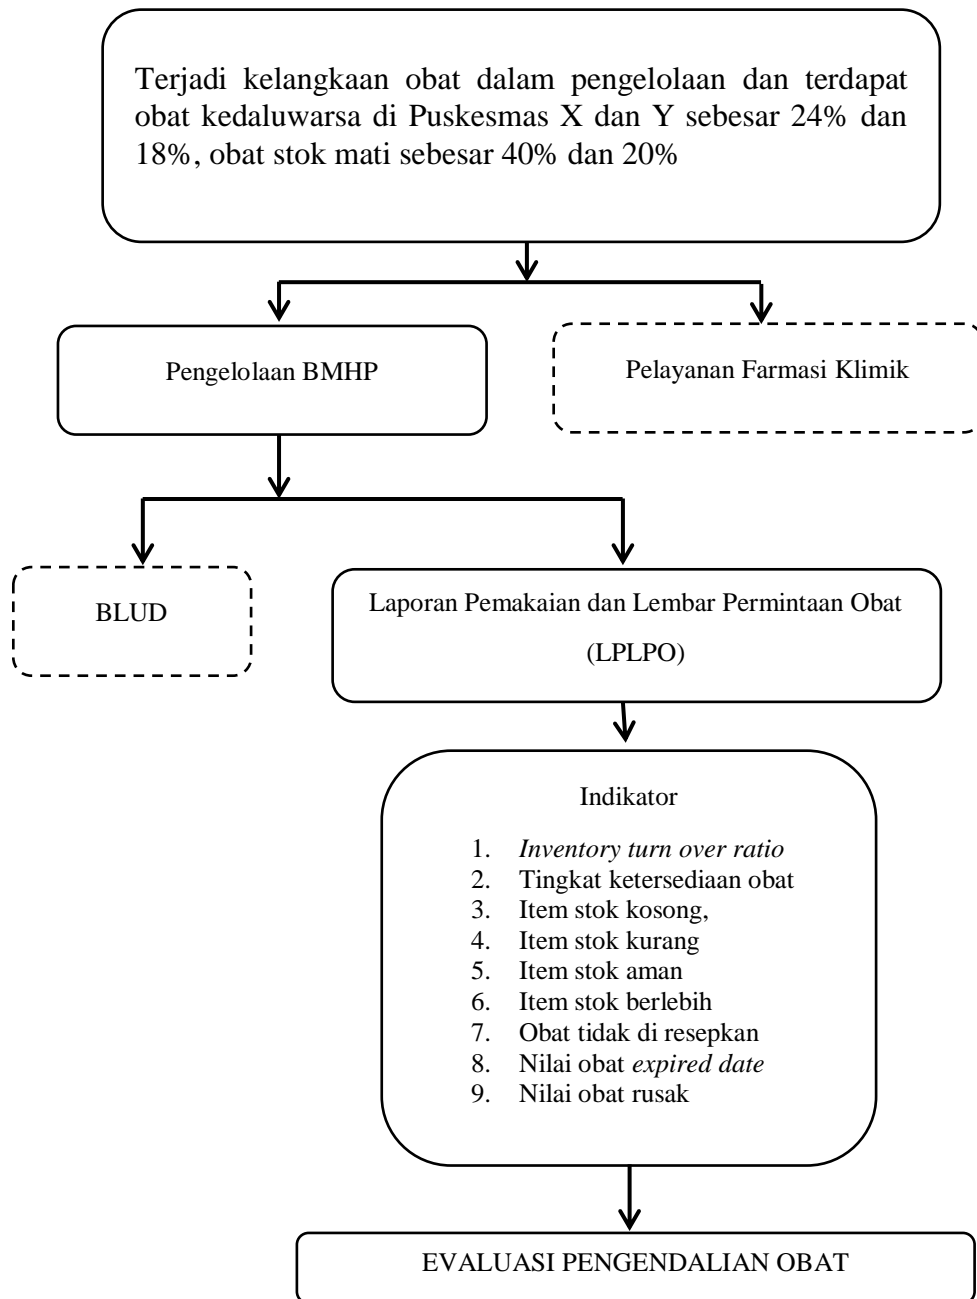 Terjadi kelangkaan obat dalam pengelolaan dan terdapat
obat kedaluwarsa di Puskesmas X dan Y sebesar 24% dan
18%, obat stok mati sebesar 40% dan 20%
Pengelolaan BMHP
Pelayanan Farmasi Klimik
BLUD
Laporan Pemakaian dan Lembar Permintaan Obat
(LPLPO)
Indikator
1. Inventory turn over ratio
2. Tingkat ketersediaan obat
3. Item stok kosong,
4. Item stok kurang
5. Item stok aman
6. Item stok berlebih
7. Obat tidak di resepkan
8. Nilai obat expired date
9. Nilai obat rusak
EVALUASI PENGENDALIAN OBAT